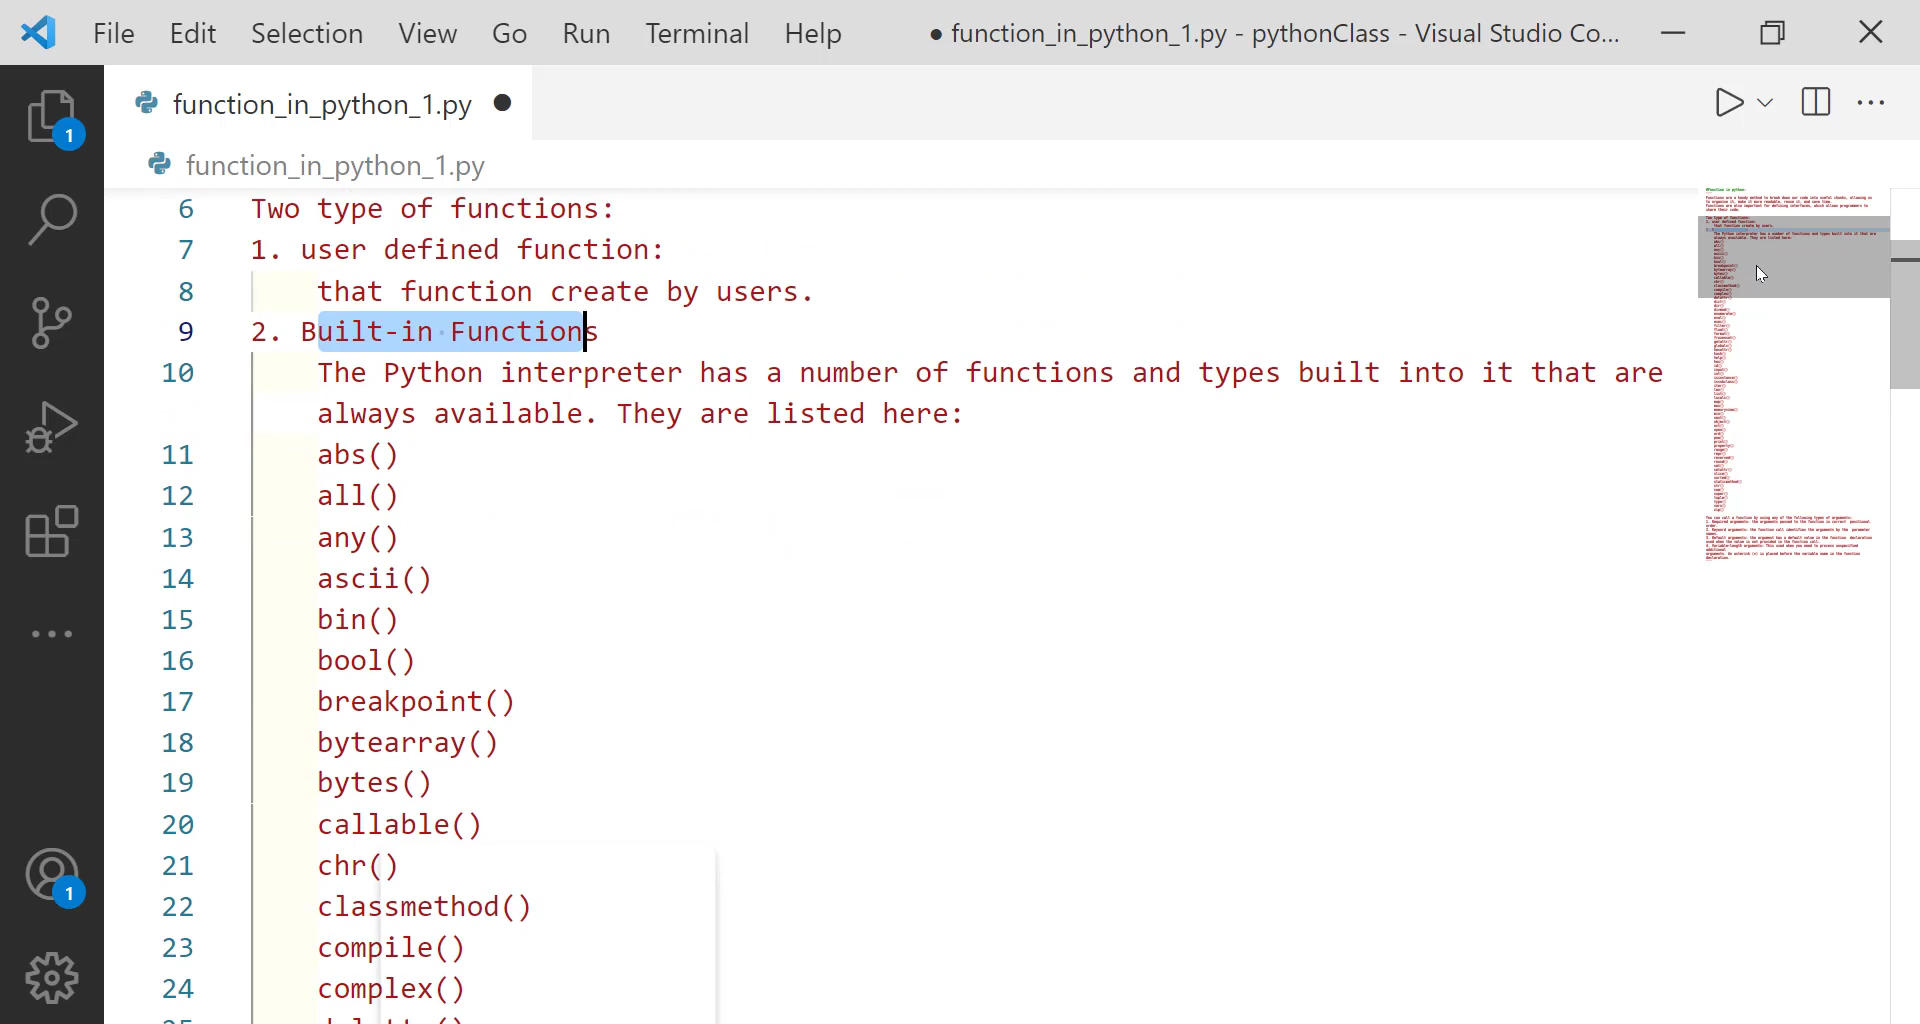 File Edit Selection View Go Run Terminal Help ● function_in_python_1.py - pythonClass - Visual Studio Co...
function_in_python_1.py
function_in_python_1.py
1
6 Two type of functions:
7 1. user defined function:
8 that function create by users.
9 2. Built-in Functions
10 The Python interpreter has a number of functions and types built into it that are
always available. They are listed here:
11 abs()
12 all()
13 any()
14 ascii()
15 bin()
16 bool()
17 breakpoint()
18 bytearray()
19 bytes()
20 callable()
21 chr()
22 classmethod()
23 compile()
24 complex()
1